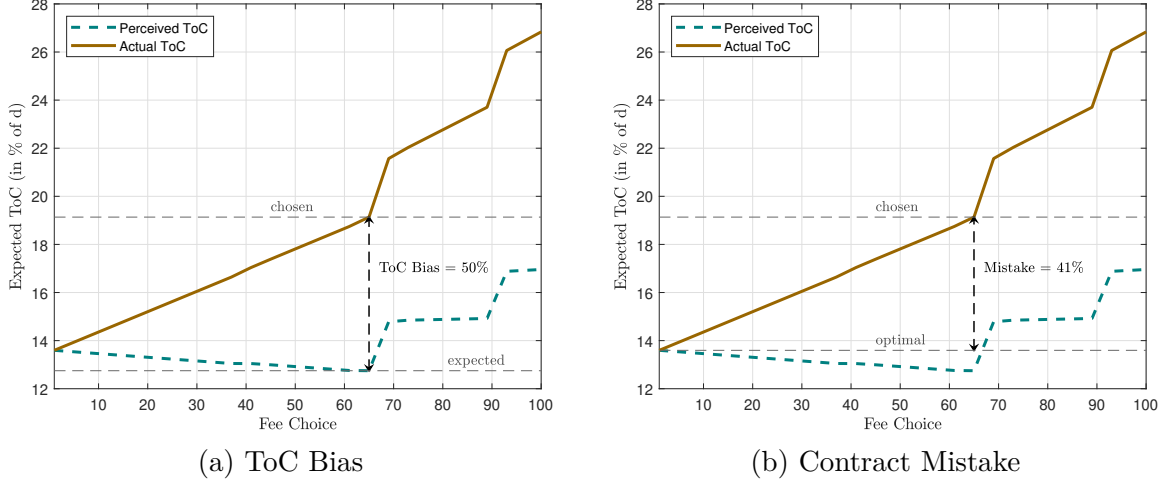 28
26
24
22
20
18
16
14
12
Expected ToC (in % of d)
Perceived ToC
Actual ToC
chosen
ToC Bias = 50%
expected
10 20 30 40 50 60 70 80 90 100
Fee Choice
(a) ToC Bias
28
26
24
22
20
18
16
14
12
Expected ToC (in % of d)
Perceived ToC
Actual ToC
chosen
Mistake = 41%
optimal
10 20 30 40 50 60 70 80 90 100
Fee Choice
(b) Contract Mistake